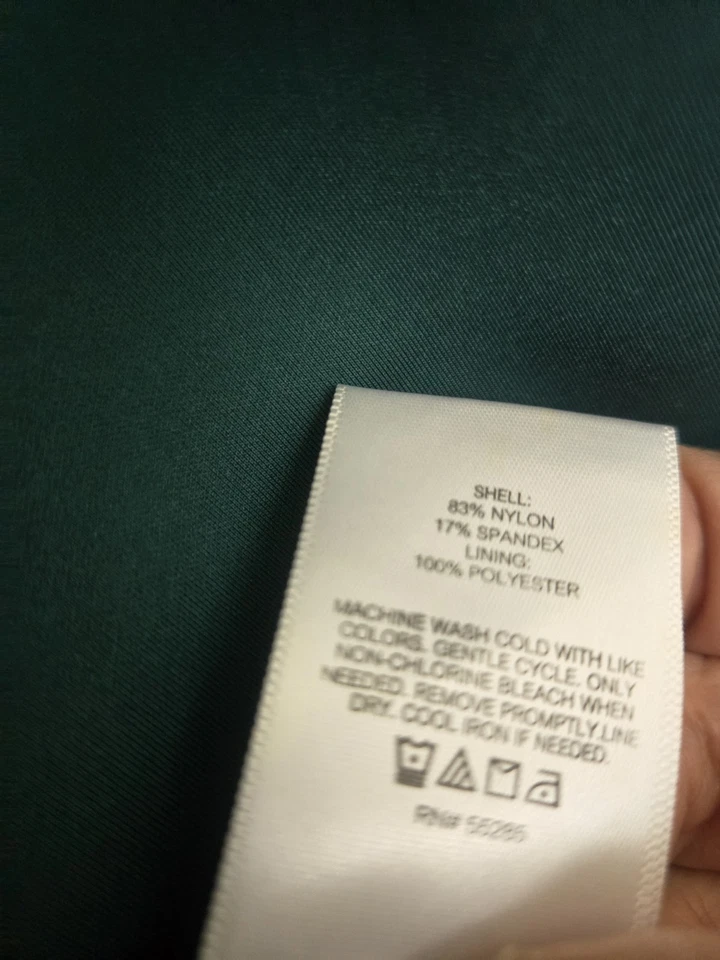 SHELL:
83% NYLON
17% SPANDEX
LINING:
100% POLYESTER
MACHINE WASH COLD WITH LIKE
COLORS. GENTLE CYCLE. ONLY
NON-CHLORINE BLEACH WHEN
NEEDED. REMOVE PROMPTLY.LINE
DRY. COOL IRON IF NEEDED.
RN# 55285